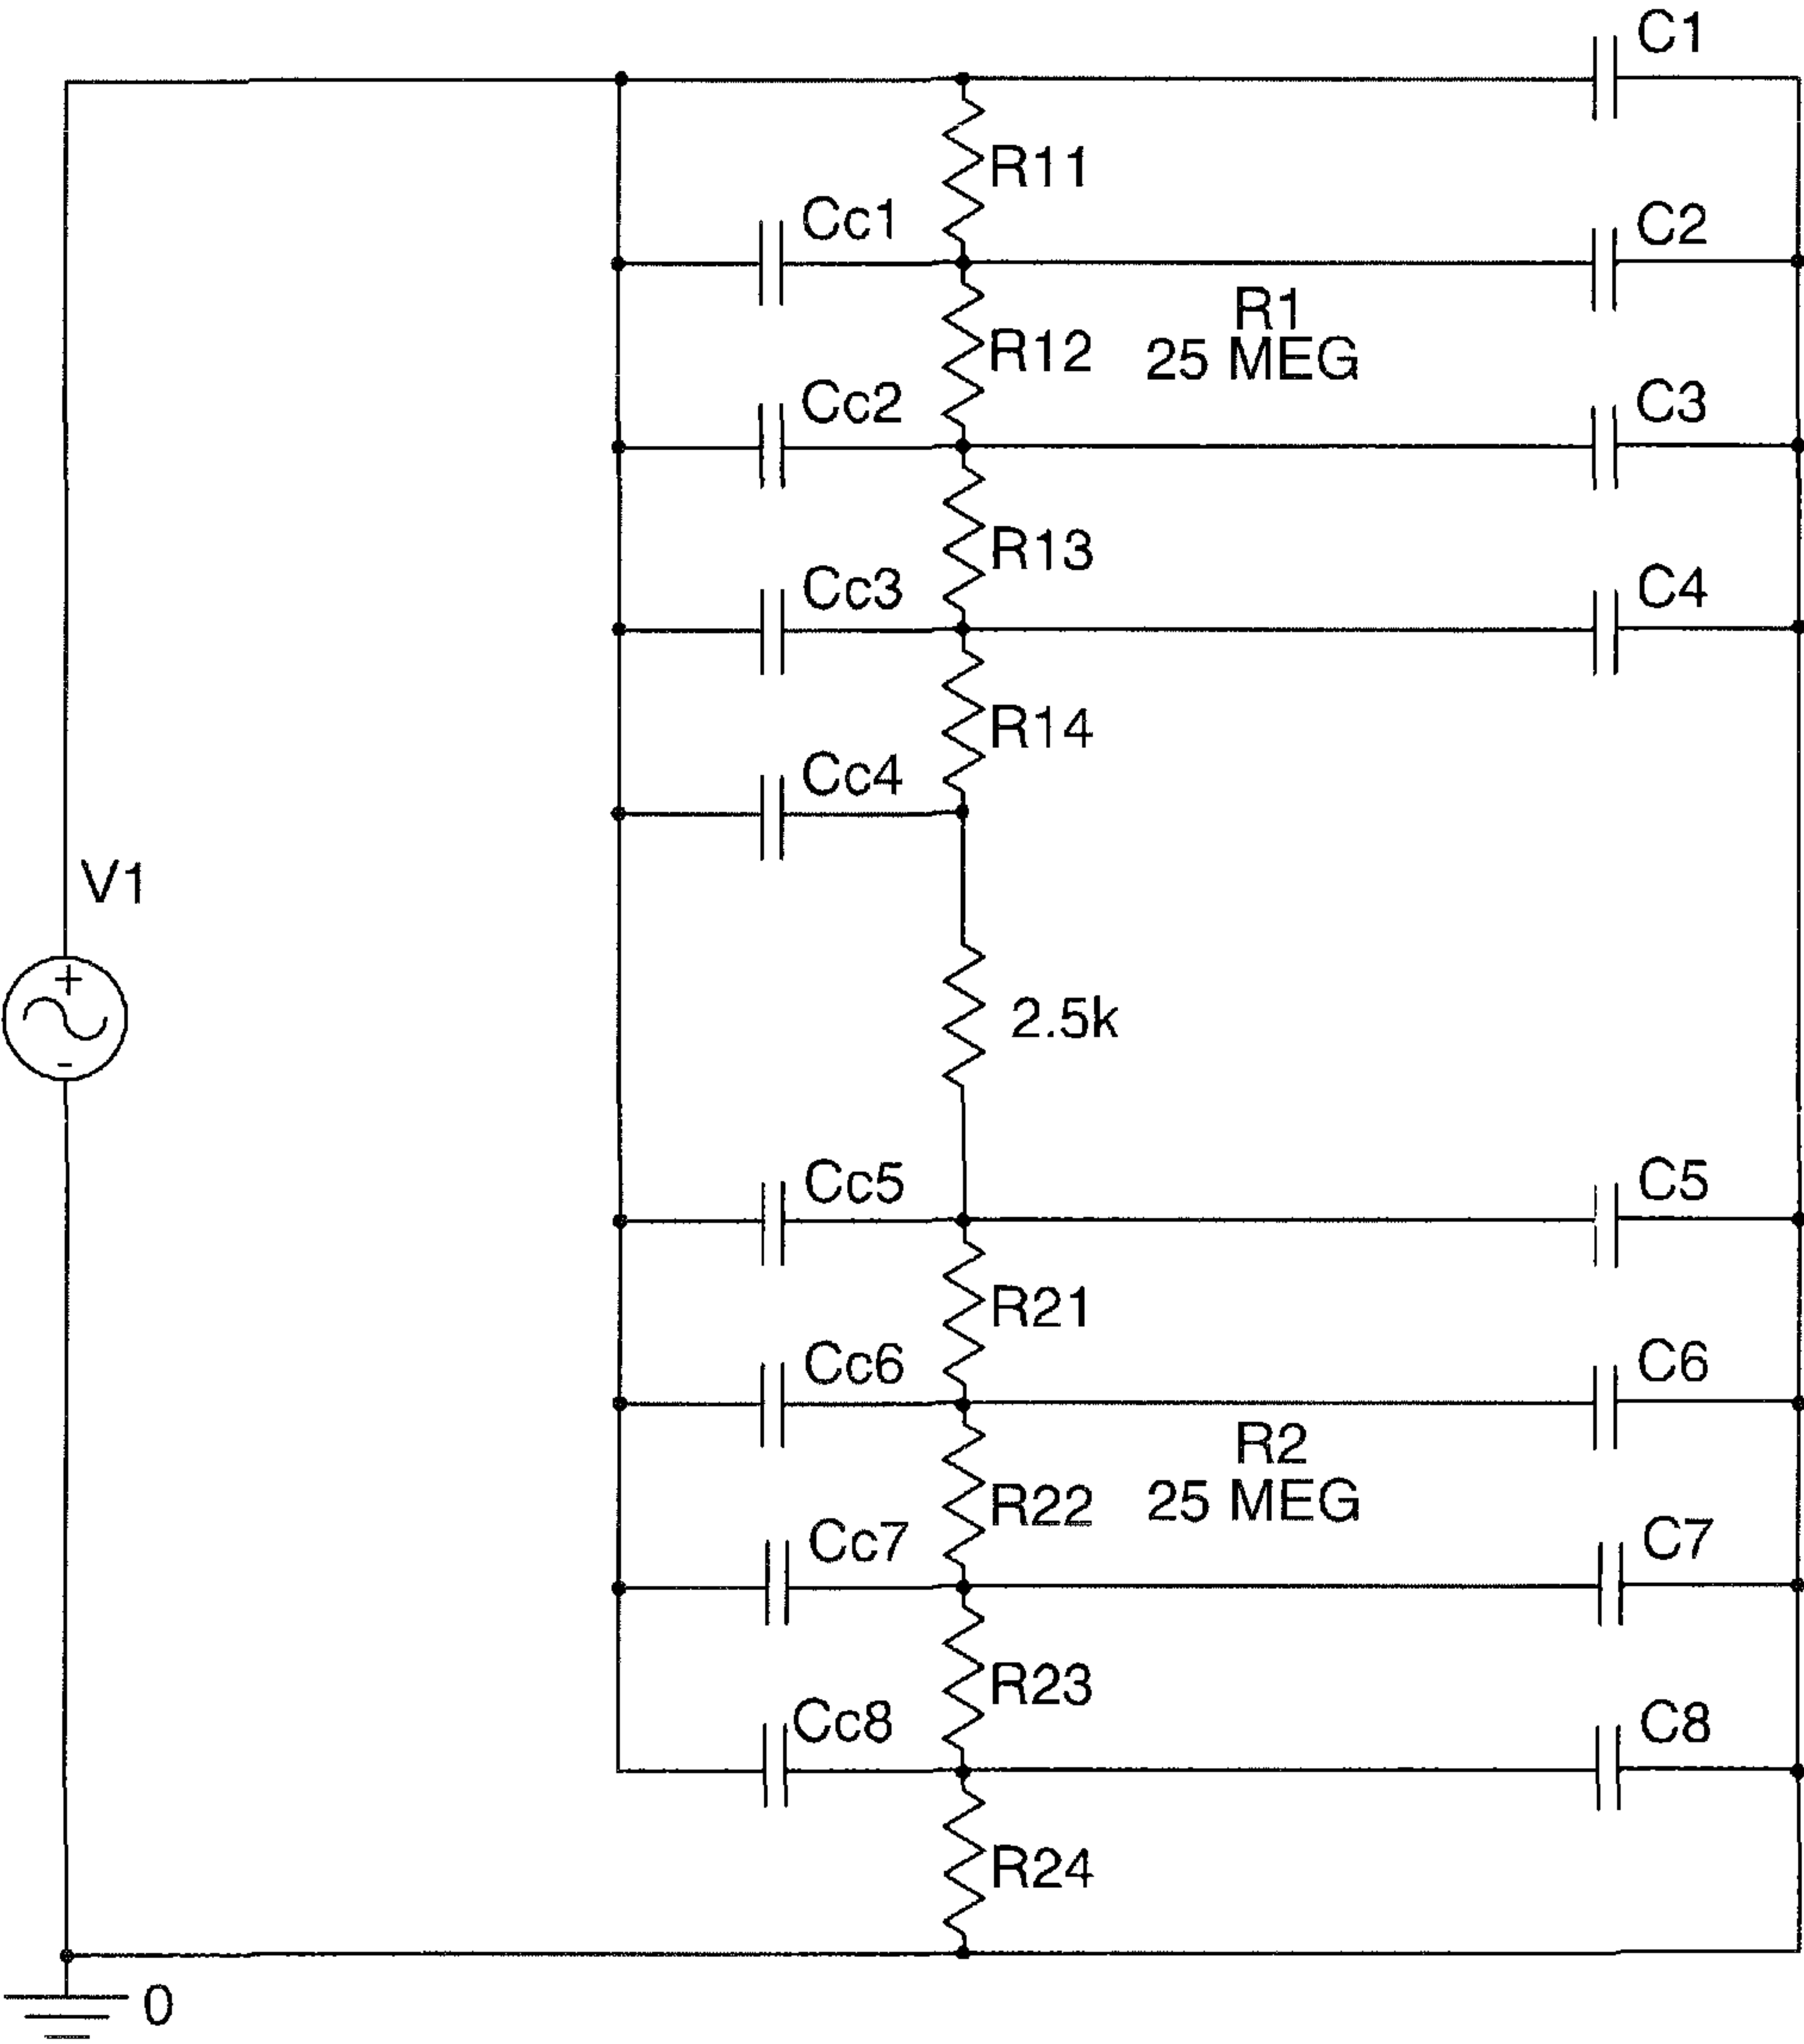 C1
R11
Cc1
C2
R1
25 MEG
R12
Cc2
C3
R13
Cc3
C4
R14
Cc4
V1
+
-
2.5k
Cc5
C5
R21
Cc6
C6
R2
25 MEG
R22
Cc7
C7
R23
Cc8
C8
R24
0